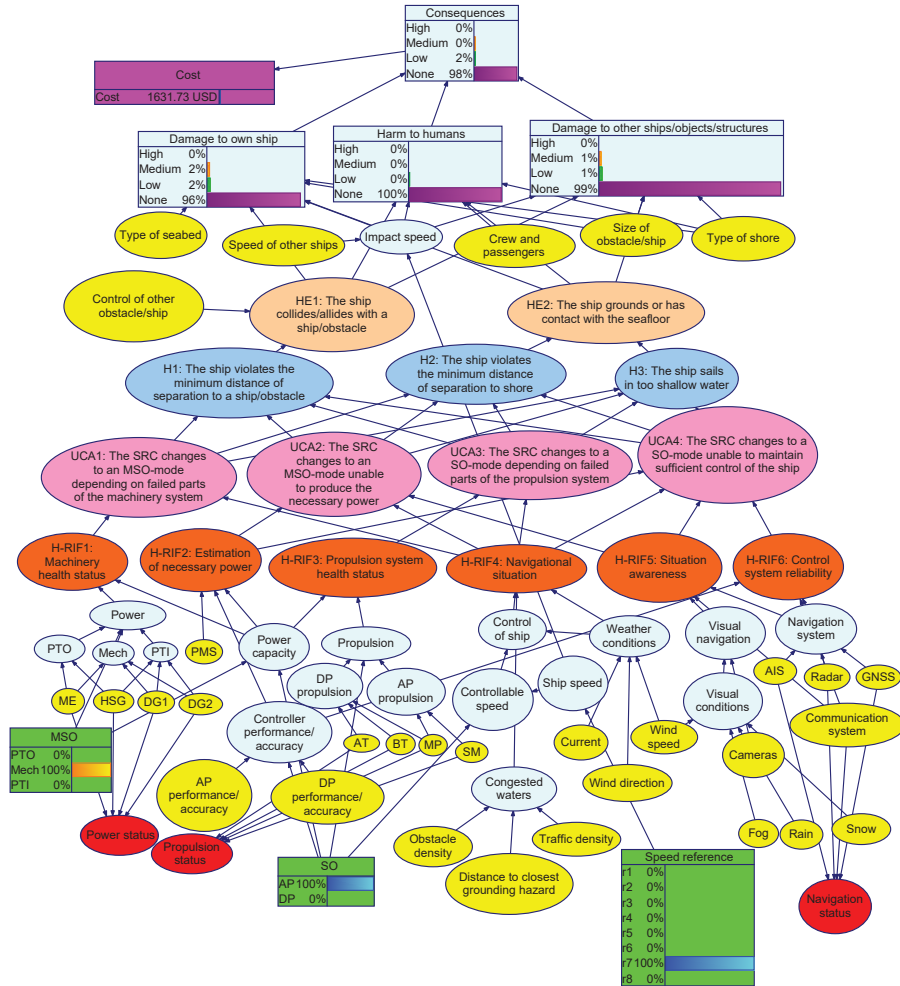 Consequences
High 0%
Medium 0%
Low 2%
None 98%
Cost
Cost 1631.73 USD
Damage to own ship
High 0%
Medium 2%
Low 2%
None 96%
Harm to humans
High 0%
Medium 0%
Low 0%
None 100%
Damage to other ships/objects/structures
High 0%
Medium 1%
Low 1%
None 99%
Type of seabed
Speed of other ships
Impact speed
Crew and
passengers
Size of
obstacle/ship
Type of shore
Control of other
obstacle/ship
HE1: The ship
collides/allides with a
ship/obstacle
HE2: The ship grounds or has
contact with the seafloor
H1: The ship violates the
minimum distance of
separation to a ship/obstacle
H2: The ship violates
the minimum distance
of separation to shore
H3: The ship sails
in too shallow water
UCA1: The SRC changes
to an MSO-mode
depending on failed parts
of the machinery system
UCA2: The SRC
changes to an
MSO-mode unable
to produce the
necessary power
UCA3: The SRC changes to a
SO-mode depending on failed
parts of the propulsion system
UCA4: The SRC changes to a
SO-mode unable to maintain
sufficient control of the ship
H-RIF1:
Machinery
health status
H-RIF2: Estimation
of necessary power
H-RIF3: Propulsion system
health status
H-RIF4: Navigational
situation
H-RIF5: Situation
awareness
H-RIF6: Control
system reliability
Power
PTO
Mech
PTI
PMS
Power
capacity
Propulsion
Control
of ship
Weather
conditions
Visual
navigation
Navigation
system
ME
HSG
DG1
DG2
DP
propulsion
AP
propulsion
Controllable
speed
Ship speed
Visual
conditions
AIS
Radar
GNSS
Communication
system
MSO
PTO 0%
Mech 100%
PTI 0%
Controller
performance/
accuracy
AT
BT
MP
SM
Current
Wind
speed
Cameras
Wind direction
AP
performance/
accuracy
DP
performance/
accuracy
Congested
waters
Power status
Propulsion
status
Obstacle
density
Traffic density
Distance to closest
grounding hazard
Fog
Rain
Snow
SO
AP 100%
DP 0%
Speed reference
r1 0%
r2 0%
r3 0%
r4 0%
r5 0%
r6 0%
r7 100%
r8 0%
Navigation
status